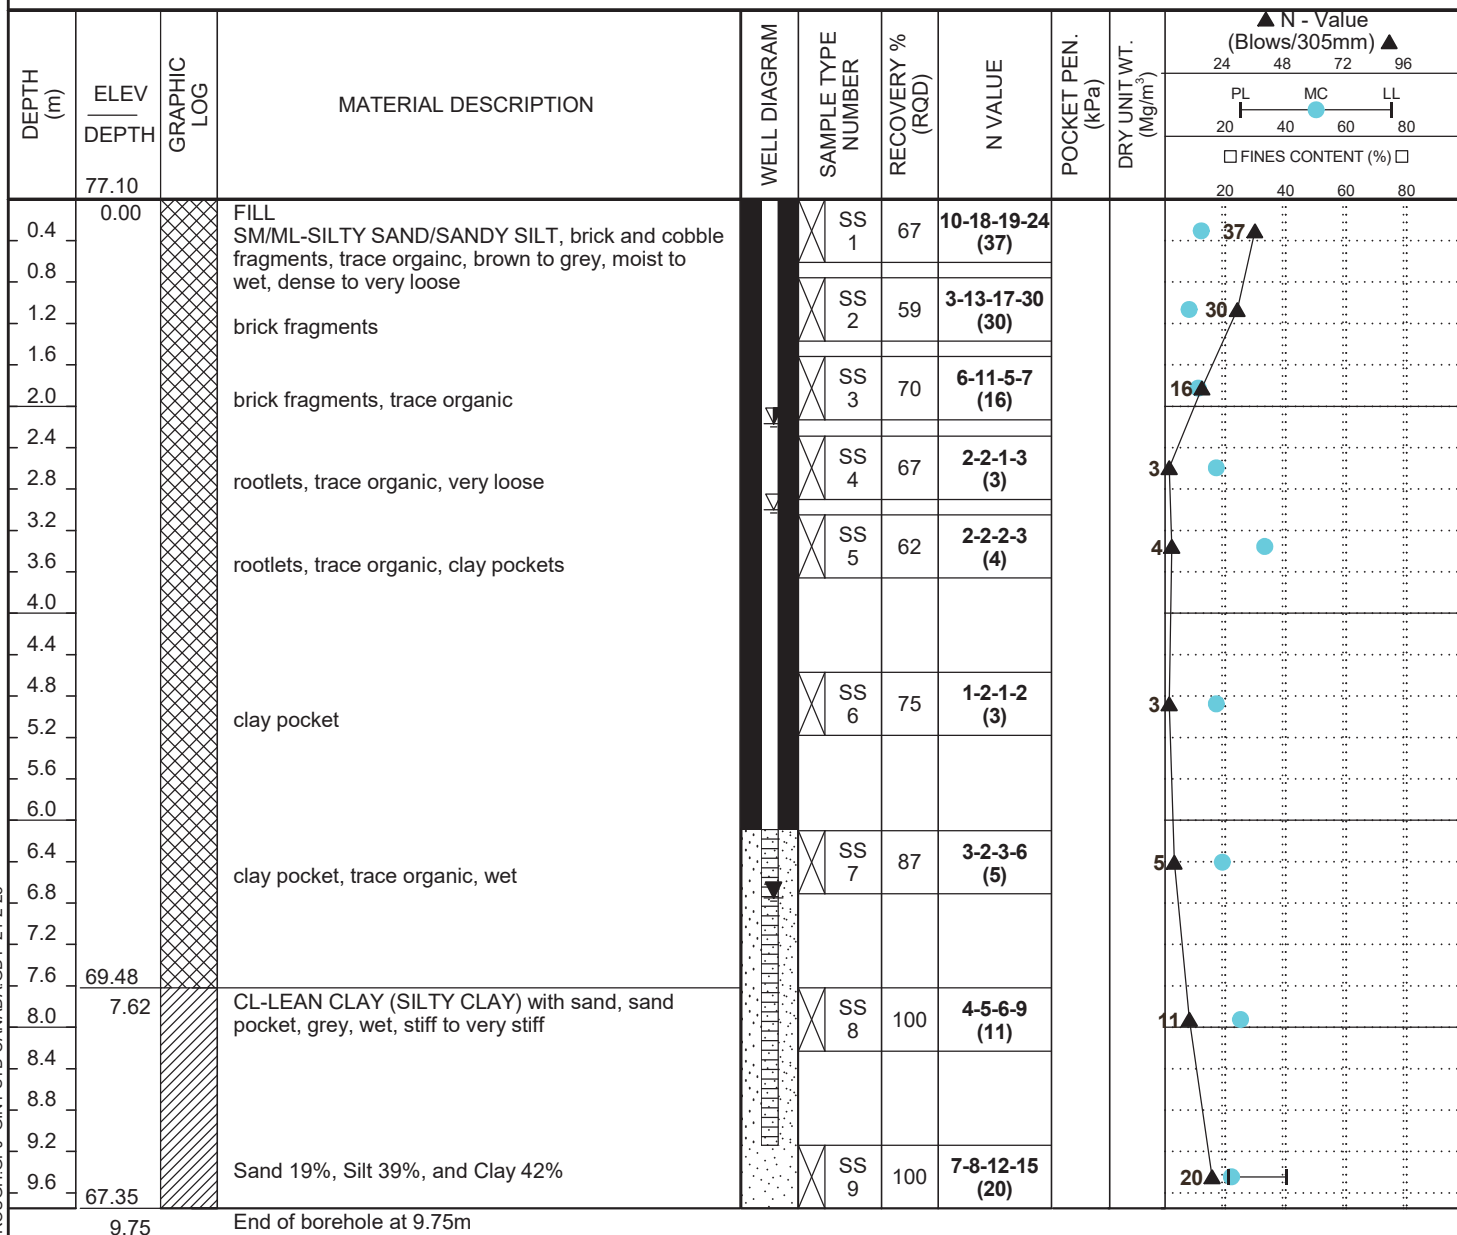 ▲ N - Value
(Blows/305mm) ▲
24 48 72 96
PL MC LL
20 40 60 80
□ FINES CONTENT (%) □
20 40 60 80
DEPTH
(m)
ELEV
DEPTH
77.10
GRAPHIC
LOG
MATERIAL DESCRIPTION
WELL DIAGRAM
SAMPLE TYPE
NUMBER
RECOVERY %
(RQD)
N VALUE
POCKET PEN.
(kPa)
DRY UNIT WT.
(Mg/m³)
0.00
FILL
SM/ML-SILTY SAND/SANDY SILT, brick and cobble
fragments, trace orgainc, brown to grey, moist to
wet, dense to very loose
0.4
SS
1
67
10-18-19-24
(37)
37
0.8
1.2
brick fragments
SS
2
59
3-13-17-30
(30)
30
1.6
2.0
brick fragments, trace organic
SS
3
70
6-11-5-7
(16)
16
2.4
2.8
rootlets, trace organic, very loose
SS
4
67
2-2-1-3
(3)
3
3.2
3.6
rootlets, trace organic, clay pockets
SS
5
62
2-2-2-3
(4)
4
4.0
4.4
4.8
5.2
clay pocket
SS
6
75
1-2-1-2
(3)
3
5.6
6.0
6.4
clay pocket, trace organic, wet
SS
7
87
3-2-3-6
(5)
5
6.8
7.2
7.6
69.48
7.62
CL-LEAN CLAY (SILTY CLAY) with sand, sand
pocket, grey, wet, stiff to very stiff
8.0
SS
8
100
4-5-6-9
(11)
11
8.4
8.8
9.2
Sand 19%, Silt 39%, and Clay 42%
9.6
SS
9
100
7-8-12-15
(20)
20
67.35
9.75
End of borehole at 9.75m